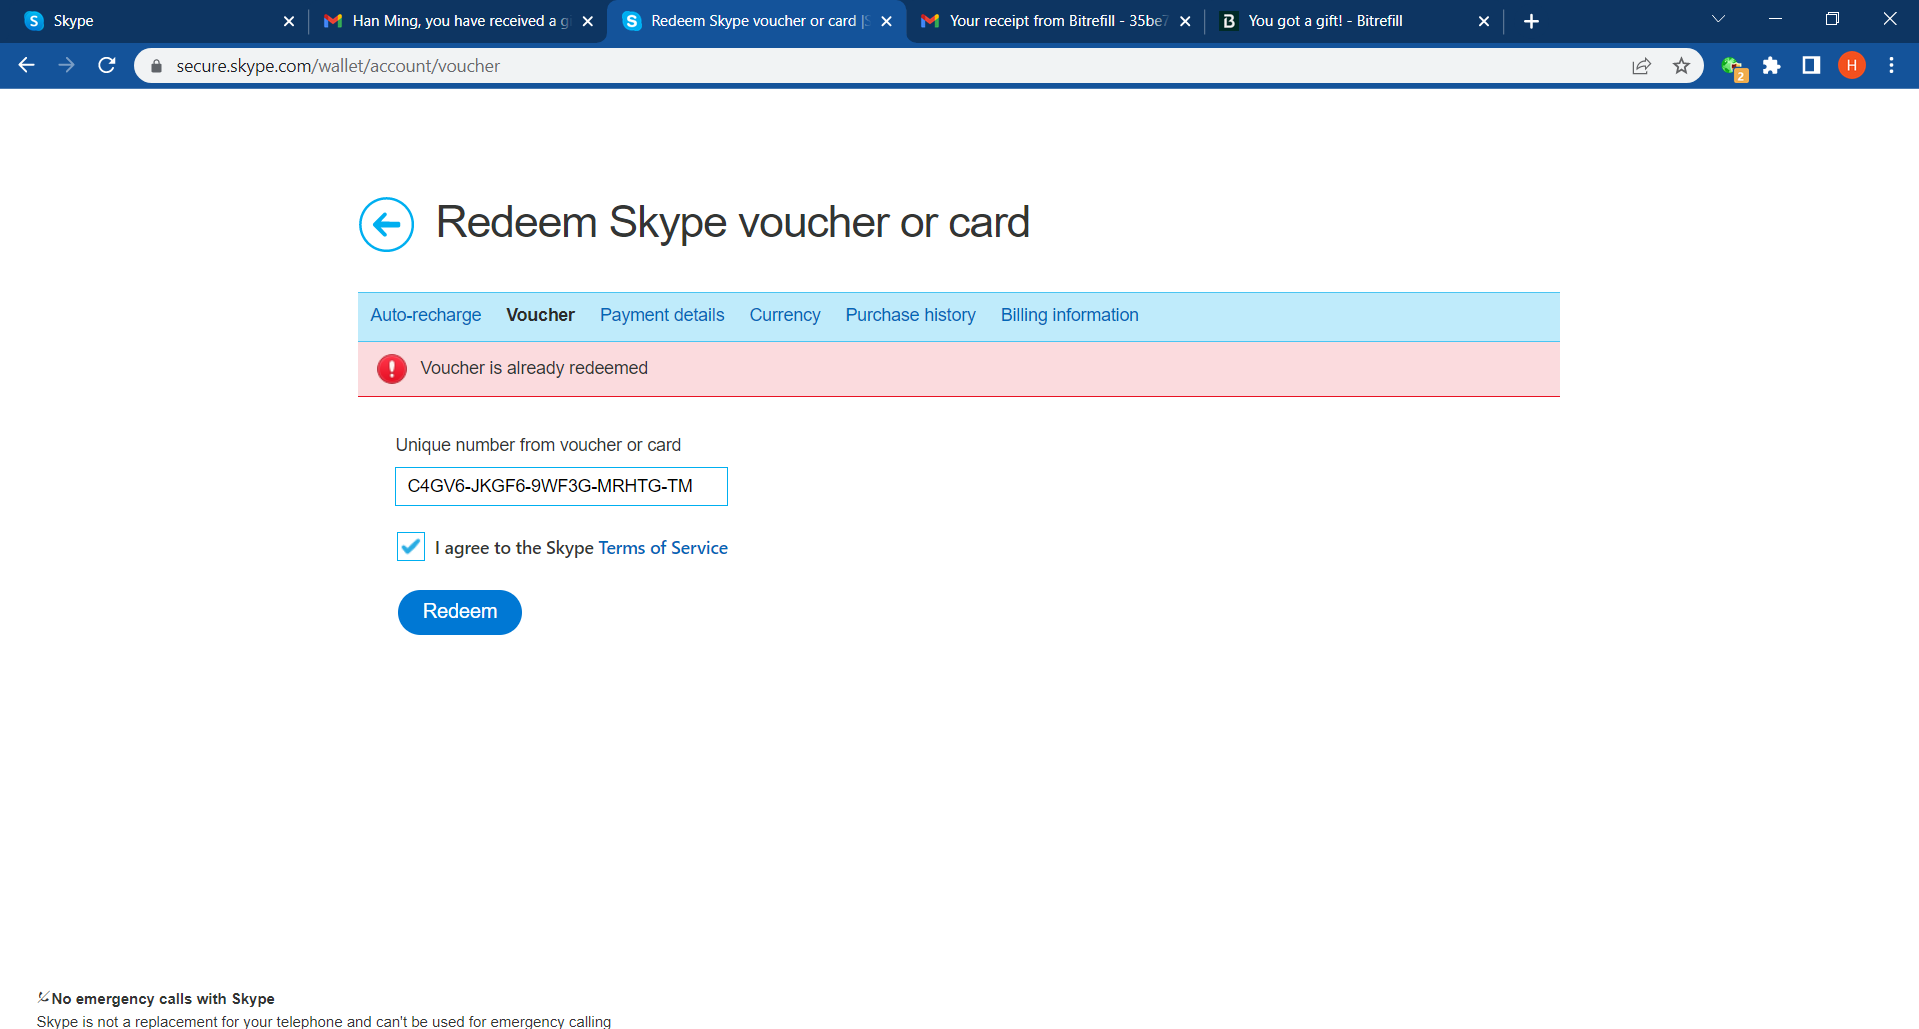 Skype
Han Ming, you have received a g
Redeem Skype voucher or card |
Your receipt from Bitrefill - 35be7
You got a gift! - Bitrefill
secure.skype.com/wallet/account/voucher
2
H
Redeem Skype voucher or card
Auto-recharge Voucher Payment details Currency Purchase history Billing information
Voucher is already redeemed
Unique number from voucher or card
C4GV6-JKGF6-9WF3G-MRHTG-TM
I agree to the Skype Terms of Service
Redeem
No emergency calls with Skype
Skype is not a replacement for your telephone and can't be used for emergency calling